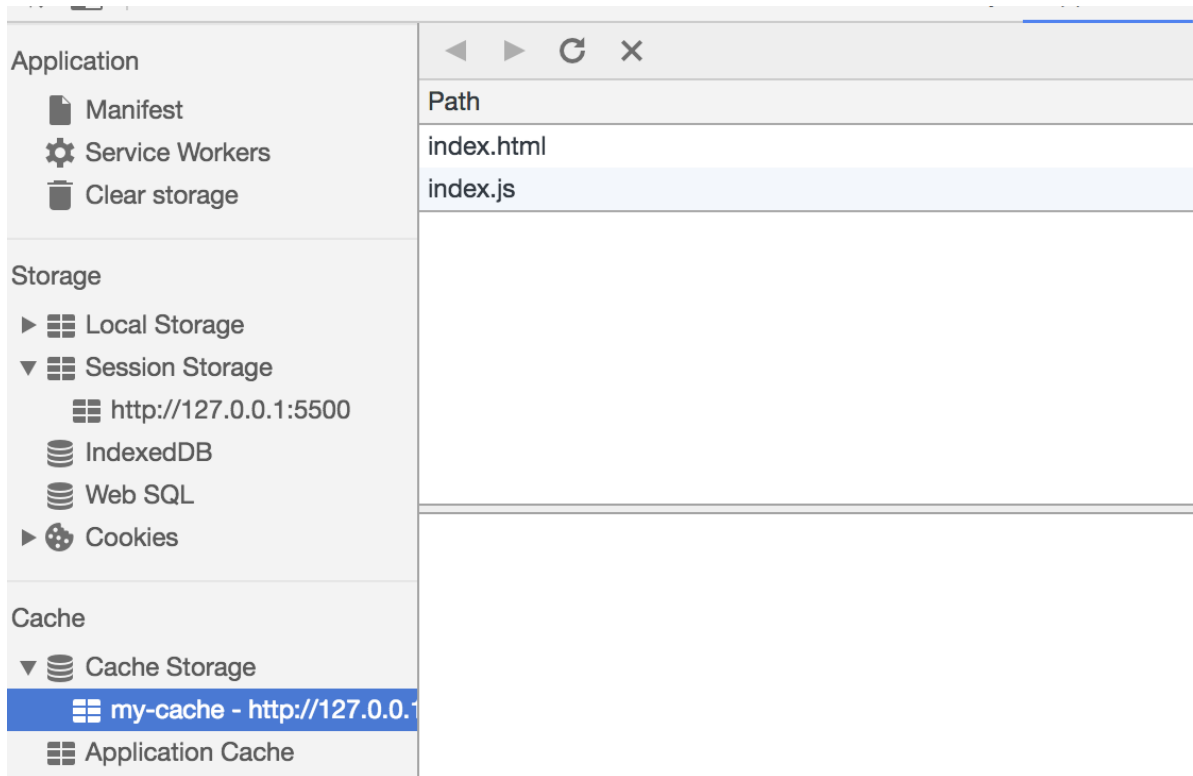 Application
Manifest
Service Workers
Clear storage
Storage
Local Storage
Session Storage
http://127.0.0.1:5500
IndexedDB
Web SQL
Cookies
Cache
Cache Storage
my-cache - http://127.0.0.1
Application Cache
Path
index.html
index.js